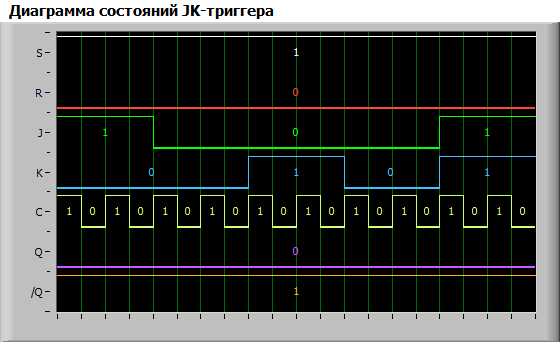 Диаграмма состояний JK-триггера
S 1
R 0
J 1 0 1
K 0 1 0 1
C 1 0 1 0 1 0 1 0 1 0 1 0 1 0 1 0 1 0 1 0
Q 0
/Q 1